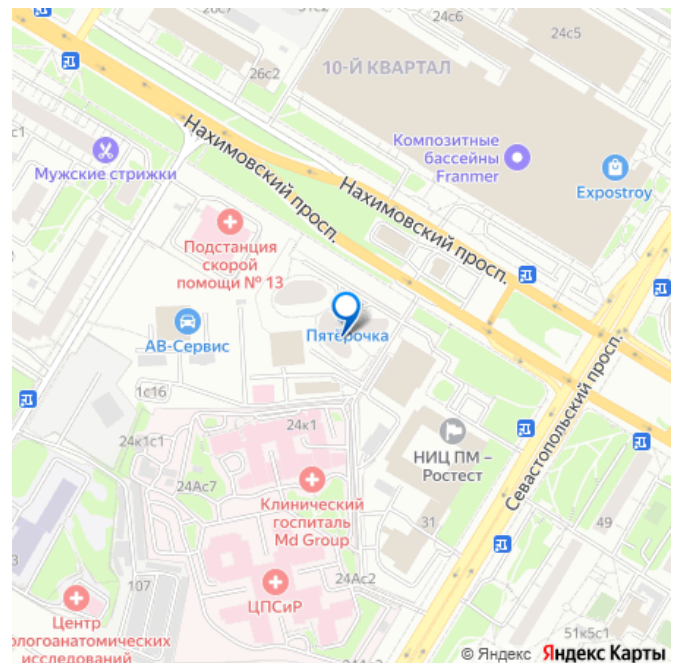 24с6
24с5
26с2
10-Й КВАРТАЛ
Композитные
бассейны
Franmer
Expostroy
Мужские стрижки
Нахимовский просп.
Нахимовский просп.
Подстанция
скорой
помощи № 13
Пятёрочка
АВ-Сервис
1с16
24к1
24к1с1
24Ас7
НИЦ ПМ –
Ростест
Севастопольский просп.
Клинический
госпиталь
Md Group
31
49
107
24Ас2
ЦПСиР
Центр
ологоанатомических
исследований
51к5с1
© Яндекс Яндекс Карты